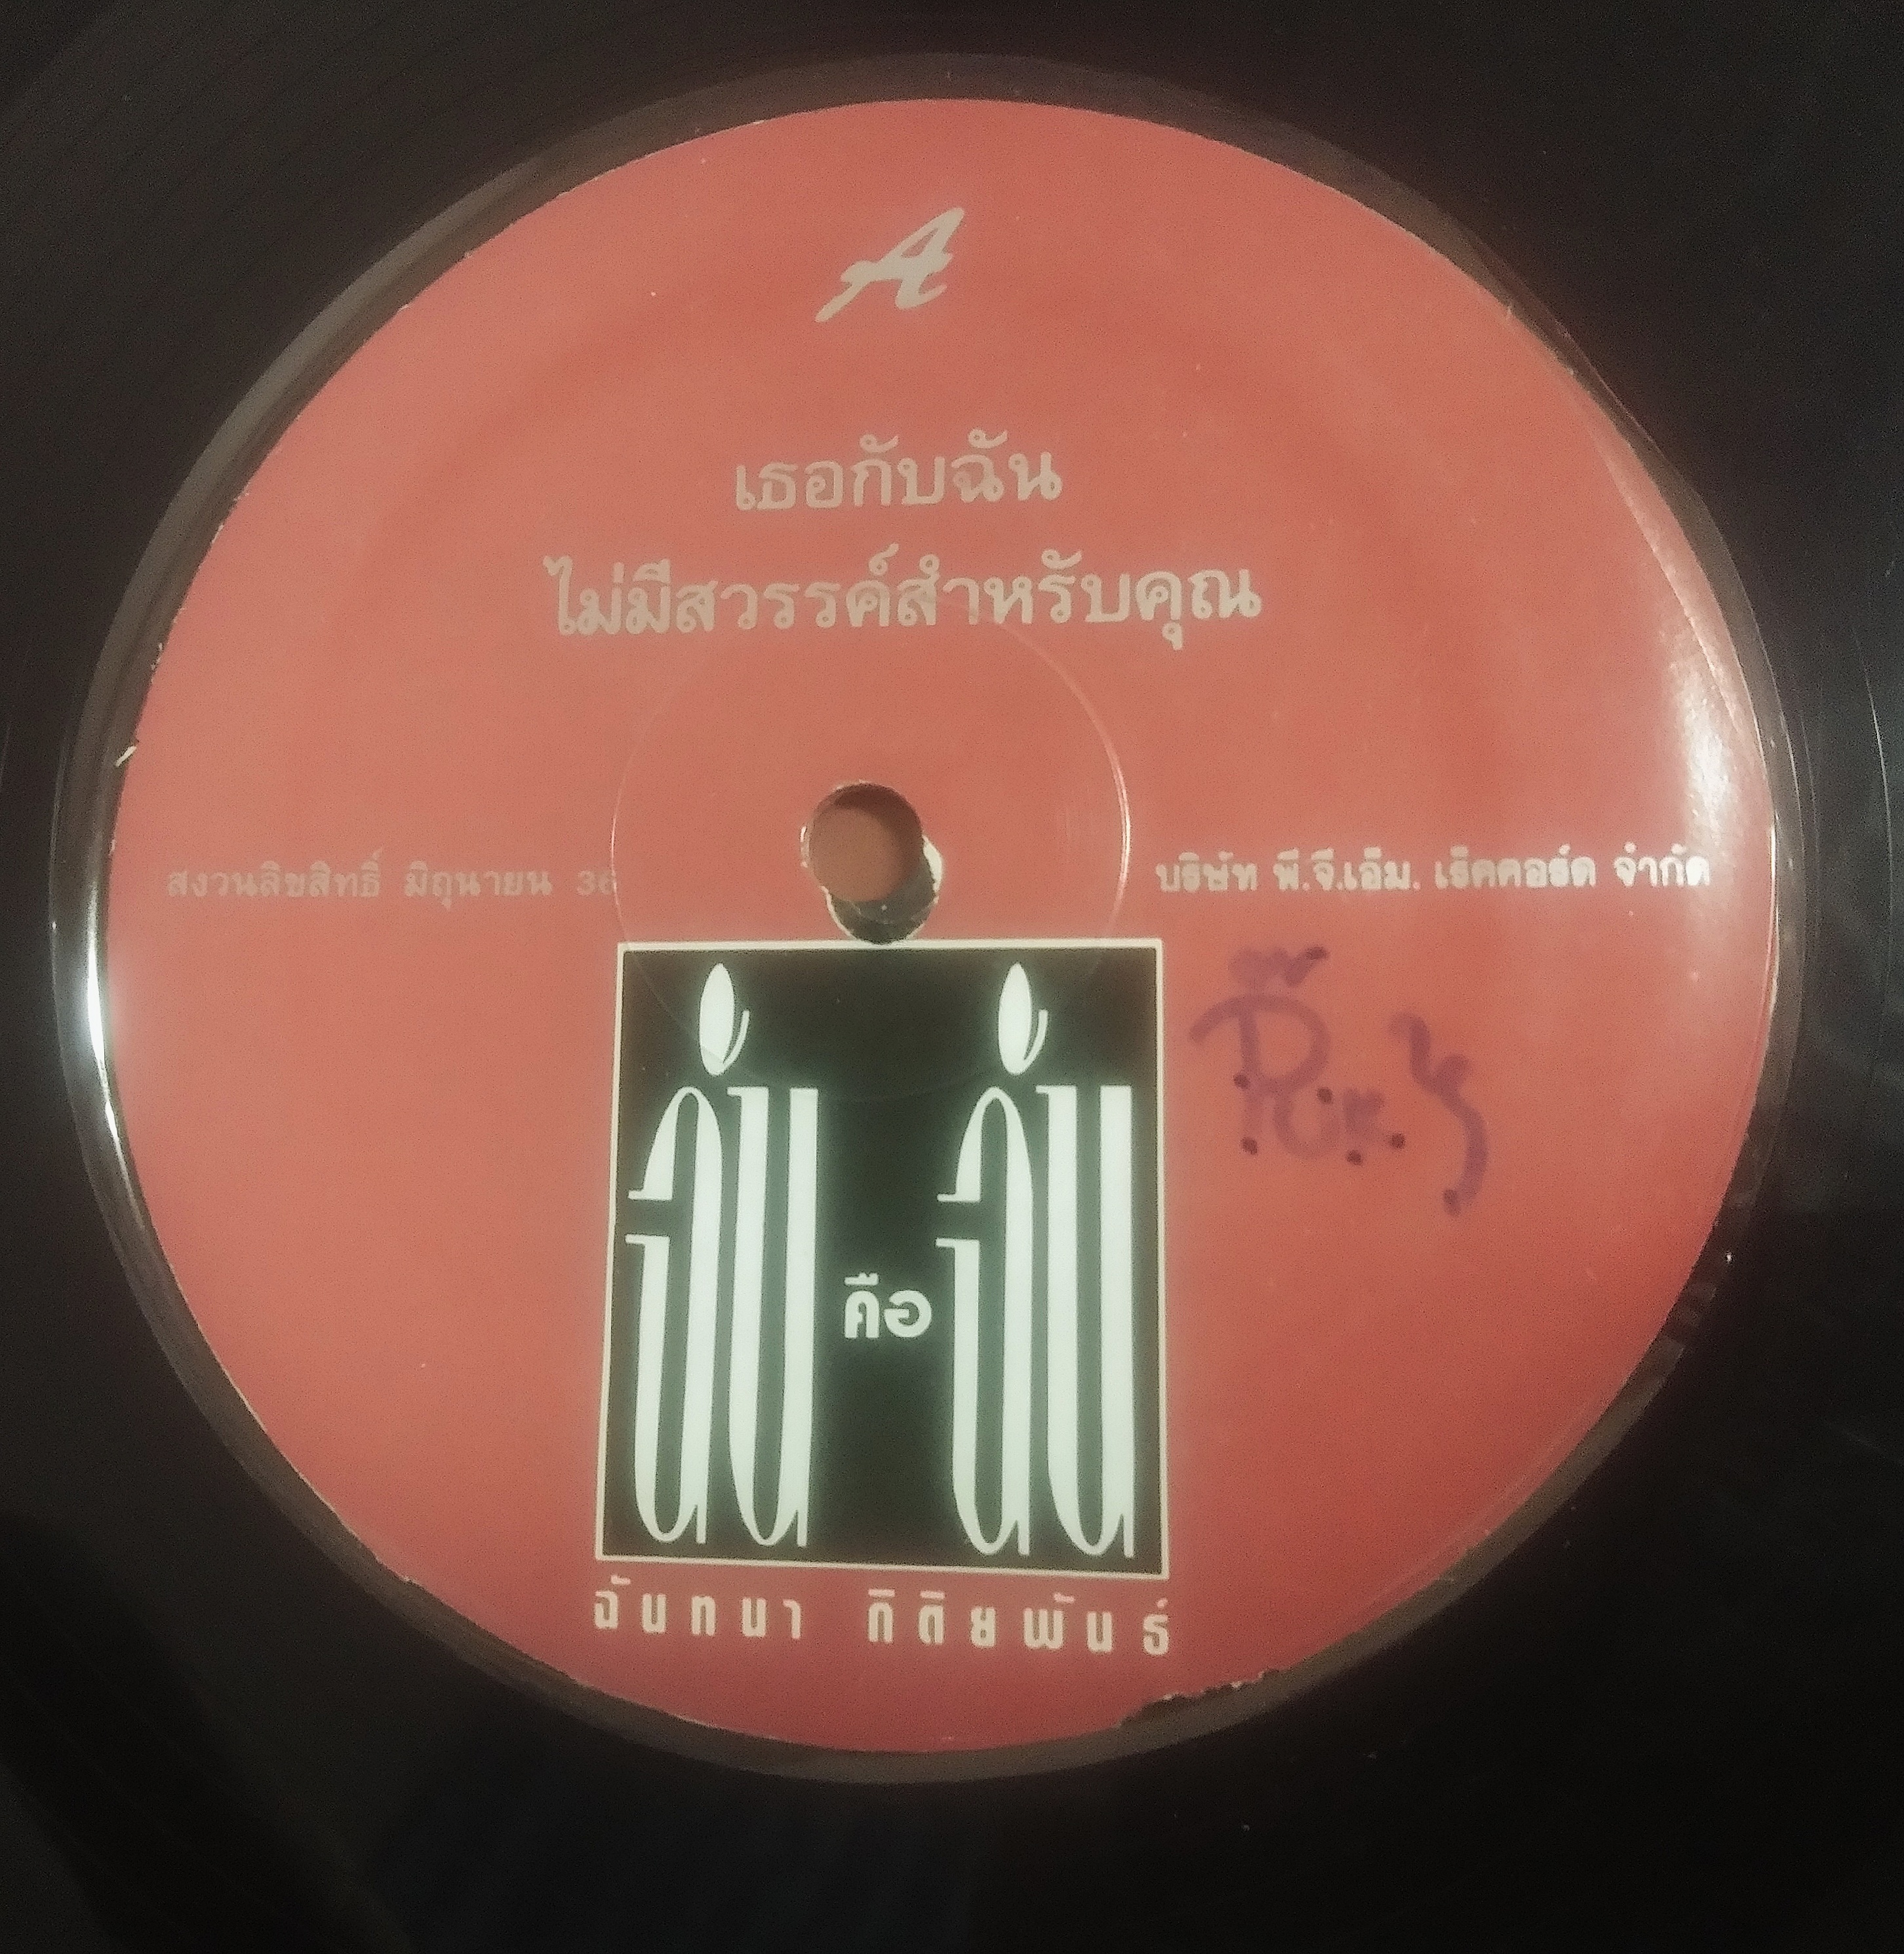 A
เธอกับฉัน
ไม่มีสวรรค์สำหรับคุณ
สงวนลิขสิทธิ์ มิถุนายน 36
บริษัท พี.จี.เอ็ม. เร็คคอร์ด จำกัด
ฉัน คือ ฉัน
ฉันทนา กิติยพันธ์